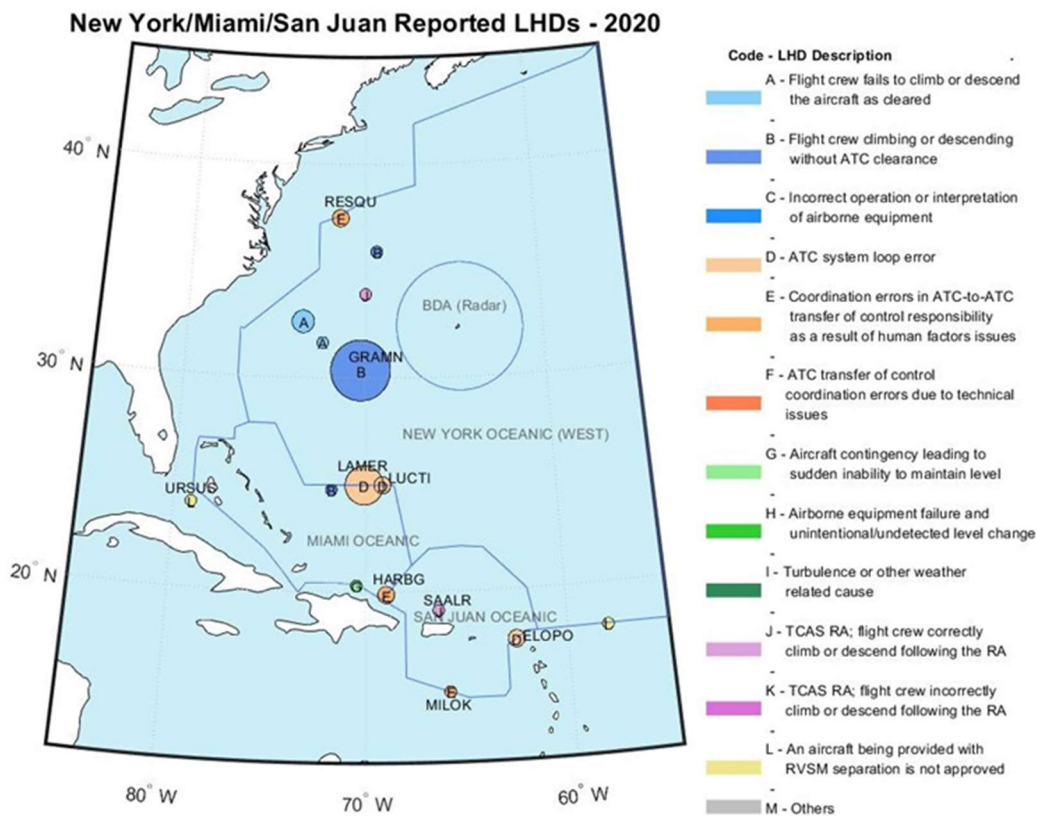 New York/Miami/San Juan Reported LHDs - 2020
40° N
30° N
20° N
80° W
70° W
60° W
RESQU
E
B
J
BDA (Radar)
A
A
GRAMN
B
NEW YORK OCEANIC (WEST)
LAMER
LUCTI
D
D
B
URSUS
L
MIAMI OCEANIC
G
HARBG
E
SAALR
J
SAN JUAN OCEANIC
L
D
ELOPO
E
MILOK
Code - LHD Description
A - Flight crew fails to climb or descend
the aircraft as cleared
B - Flight crew climbing or descending
without ATC clearance
C - Incorrect operation or interpretation
of airborne equipment
D - ATC system loop error
E - Coordination errors in ATC-to-ATC
transfer of control responsibility
as a result of human factors issues
F - ATC transfer of control
coordination errors due to technical
issues
G - Aircraft contingency leading to
sudden inability to maintain level
H - Airborne equipment failure and
unintentional/undetected level change
I - Turbulence or other weather
related cause
J - TCAS RA; flight crew correctly
climb or descend following the RA
K - TCAS RA; flight crew incorrectly
climb or descend following the RA
L - An aircraft being provided with
RVSM separation is not approved
M - Others